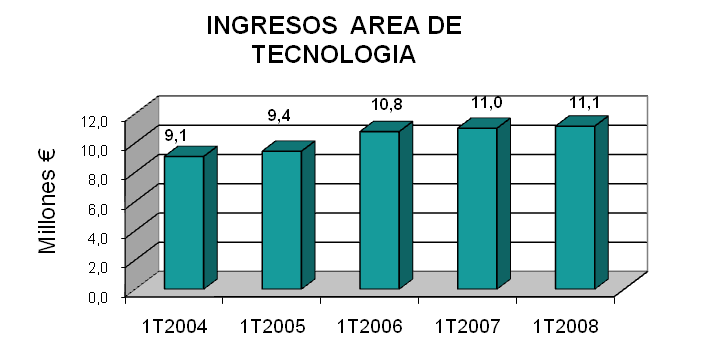 INGRESOS AREA DE
TECNOLOGIA
Millones €
12,0
10,0
8,0
6,0
4,0
2,0
0,0
9,1
9,4
10,8
11,0
11,1
1T2004
1T2005
1T2006
1T2007
1T2008